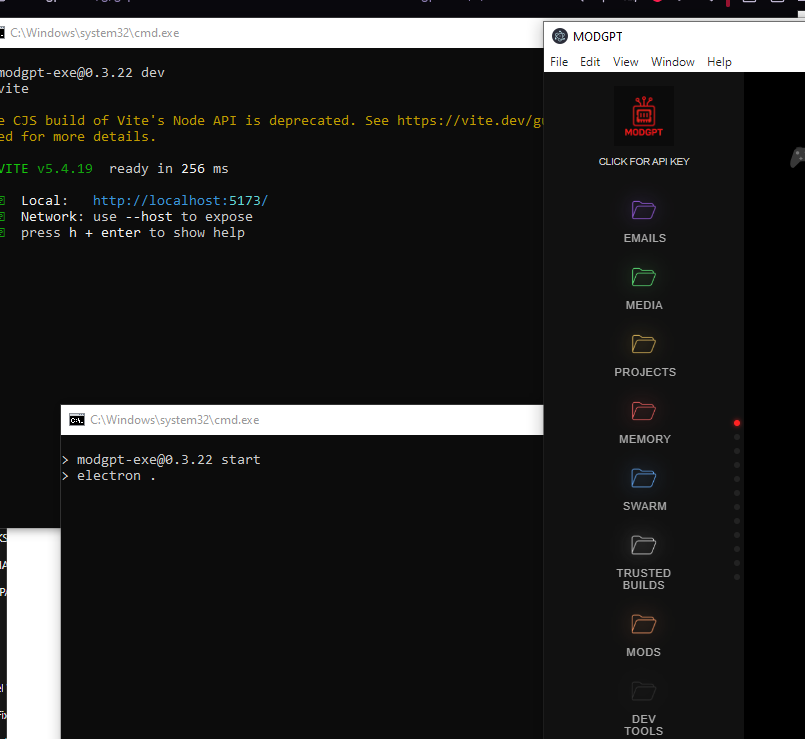 C:\Windows\system32\cmd.exe
modgpt-exe@0.3.22 dev
vite
CJS build of Vite's Node API is deprecated. See https://vite.dev/gu
ed for more details.
VITE v5.4.19 ready in 256 ms
Local: http://localhost:5173/
Network: use --host to expose
press h + enter to show help
C:\Windows\system32\cmd.exe
> modgpt-exe@0.3.22 start
> electron .
MODGPT
File Edit View Window Help
MODGPT
CLICK FOR API KEY
EMAILS
MEDIA
PROJECTS
MEMORY
SWARM
TRUSTED
BUILDS
MODS
DEV
TOOLS